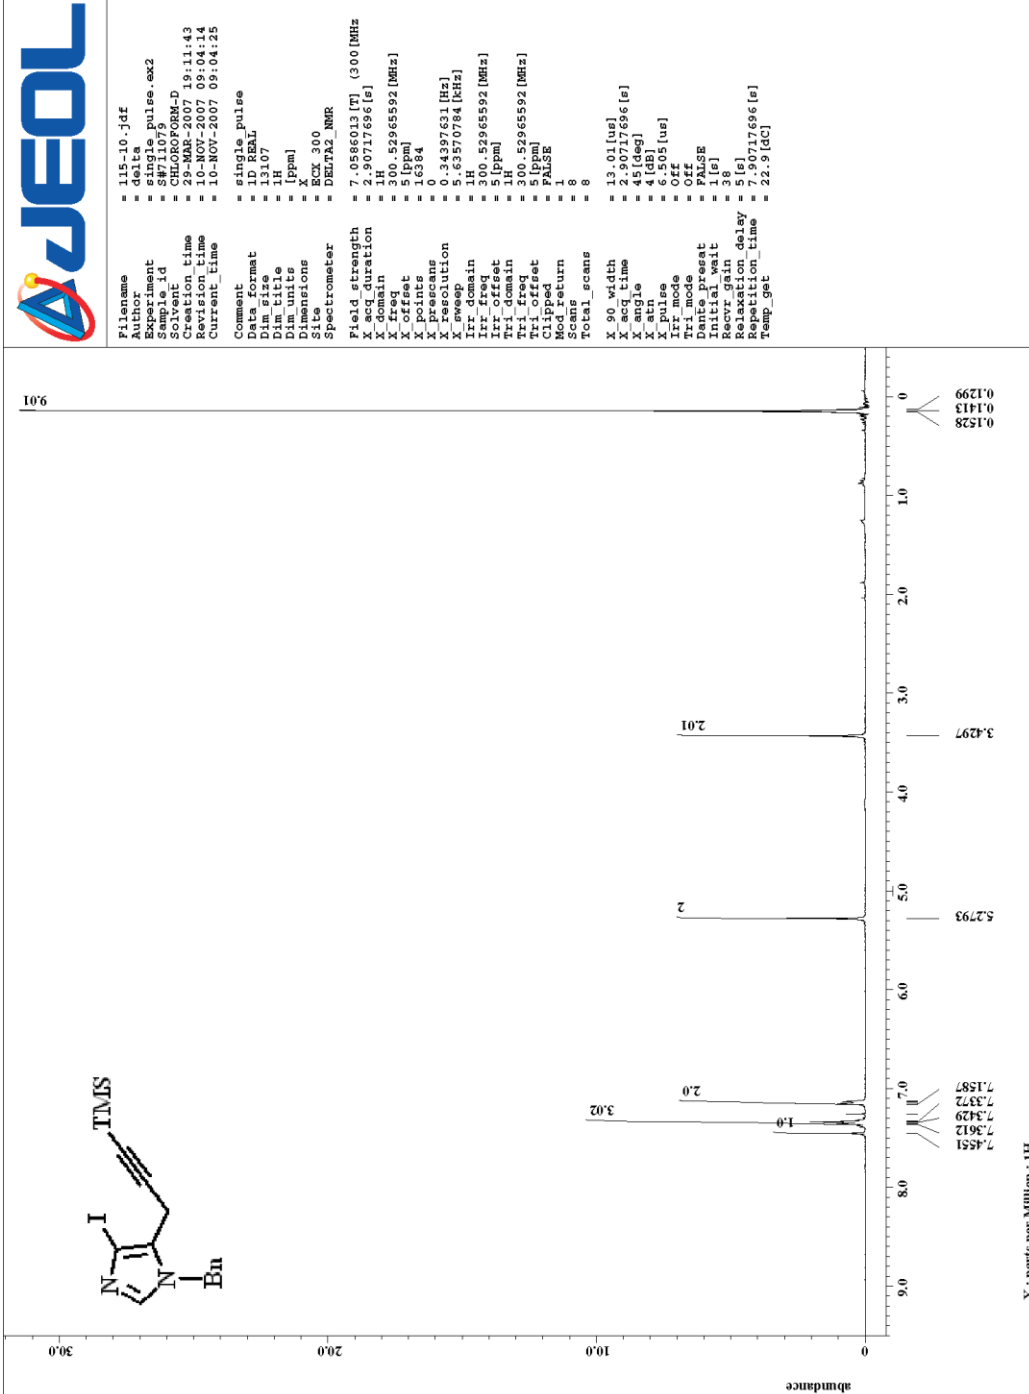 JEOL
Filename = 115-10.jdf
Author = delta
Experiment = single_pulse.ex2
Sample_id = S#711079
Solvent = CHLOROFORM-D
Creation_time = 29-MAR-2007 19:11:43
Revision_time = 10-NOV-2007 09:04:14
Current_time = 10-NOV-2007 09:04:25
Comment = single_pulse
Data_format = 1D REAL
Dim_size = 13107
Dim_title = 1H
Dim_units = [ppm]
Dimensions = X
Site = ECX 300
Spectrometer = DELTA2_NMR
Field_strength = 7.0586013[T] (300[MHz
X_acq_duration = 2.90717696[s]
X_domain = 1H
X_freq = 300.52965592[MHz]
X_offset = 5[ppm]
X_points = 16384
X_prescans = 0
X_resolution = 0.34397631[Hz]
X_sweep = 5.63570784[kHz]
Irr_domain = 1H
Irr_freq = 300.52965592[MHz]
Irr_offset = 5[ppm]
Tri_domain = 1H
Tri_freq = 300.52965592[MHz]
Tri_offset = 5[ppm]
Clipped = FALSE
Mod_return = 1
Scans = 8
Total_scans = 8
X_90_width = 13.01[us]
X_acq_time = 2.90717696[s]
X_angle = 45[deg]
X_atn = 4[dB]
X_pulse = 6.505[us]
Irr_mode = Off
Tri_mode = Off
Dante_presat = FALSE
Initial_wait = 1[s]
Recvr_gain = 38
Relaxation_delay = 5[s]
Repetition_time = 7.90717696[s]
Temp_get = 22.9[dC]
N
N
I
Bn
TMS
abundance
0 10.0 20.0 30.0
1.0
3.02
2.0
2
2.01
9.01
9.0 8.0 7.0 6.0 5.0 4.0 3.0 2.0 1.0 0
7.4551
7.3612
7.3429
7.3372
7.1587
5.2793
3.4297
0.1528
0.1413
0.1299
X : parts per Million : 1H